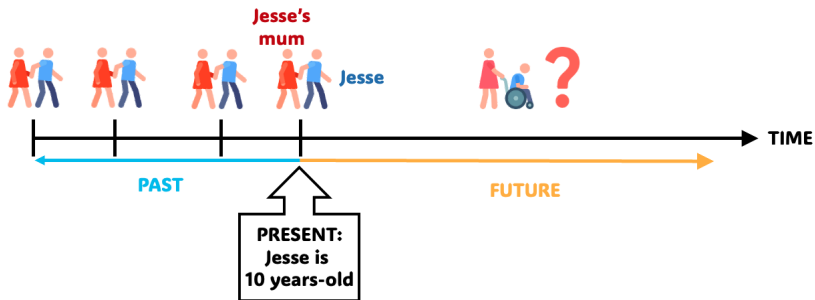 Jesse's
mum
Jesse
?
TIME
PAST
FUTURE
PRESENT:
Jesse is
10 years-old